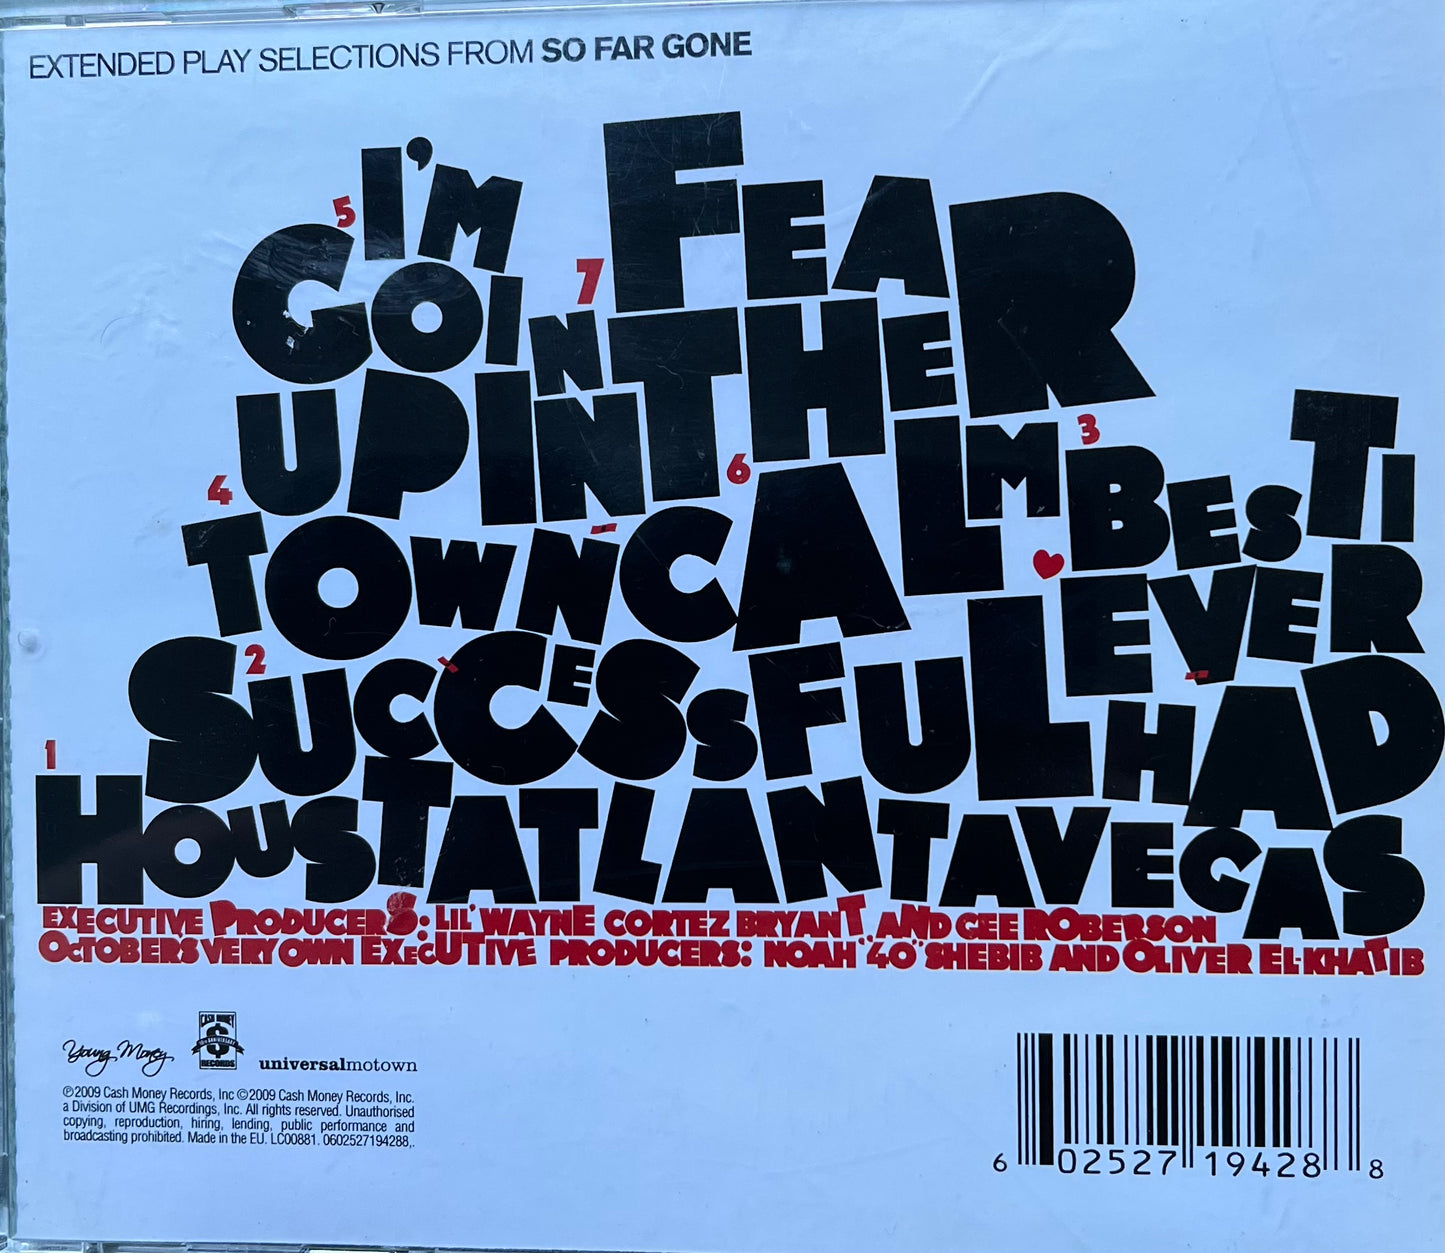 EXTENDED PLAY SELECTIONS FROM SO FAR GONE
5 I'M GOIN
7 FEAR
UP IN THE
4 TOWN
6 CALM
3 BEST I
EVER
HAD
2 SUCCESSFUL
1 HOUSTATLANTAVEGAS
EXECUTIVE PRODUCERS: LIL' WAYNE CORTEZ BRYANT AND GEE ROBERSON
OCTOBERS VERY OWN EXECUTIVE PRODUCERS: NOAH "40" SHEBIB AND OLIVER EL-KHATIB
Young Money
CASH MONEY
10TH ANNIVERSARY
$
RECORDS
universalmotown
℗2009 Cash Money Records, Inc ©2009 Cash Money Records, Inc.
a Division of UMG Recordings, Inc. All rights reserved. Unauthorised
copying, reproduction, hiring, lending, public performance and
broadcasting prohibited. Made in the EU. LC00881. 0602527194288,.
6 02527 19428 8